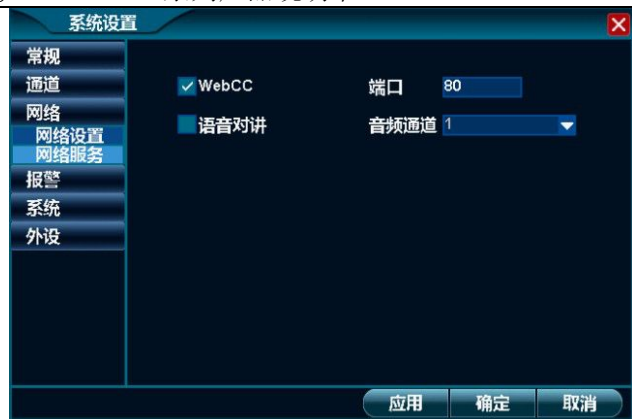 系统设置
常规
通道
网络
网络设置
网络服务
报警
系统
外设
WebCC 端口 80
语音对讲 音频通道 1
应用 确定 取消